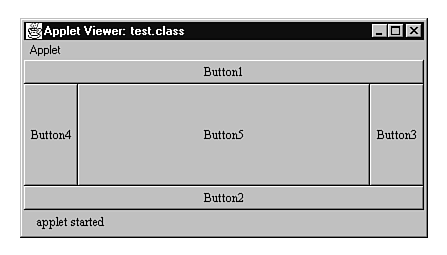 Applet Viewer: test.class
Applet
Button1
Button4 Button5 Button3
Button2
applet started